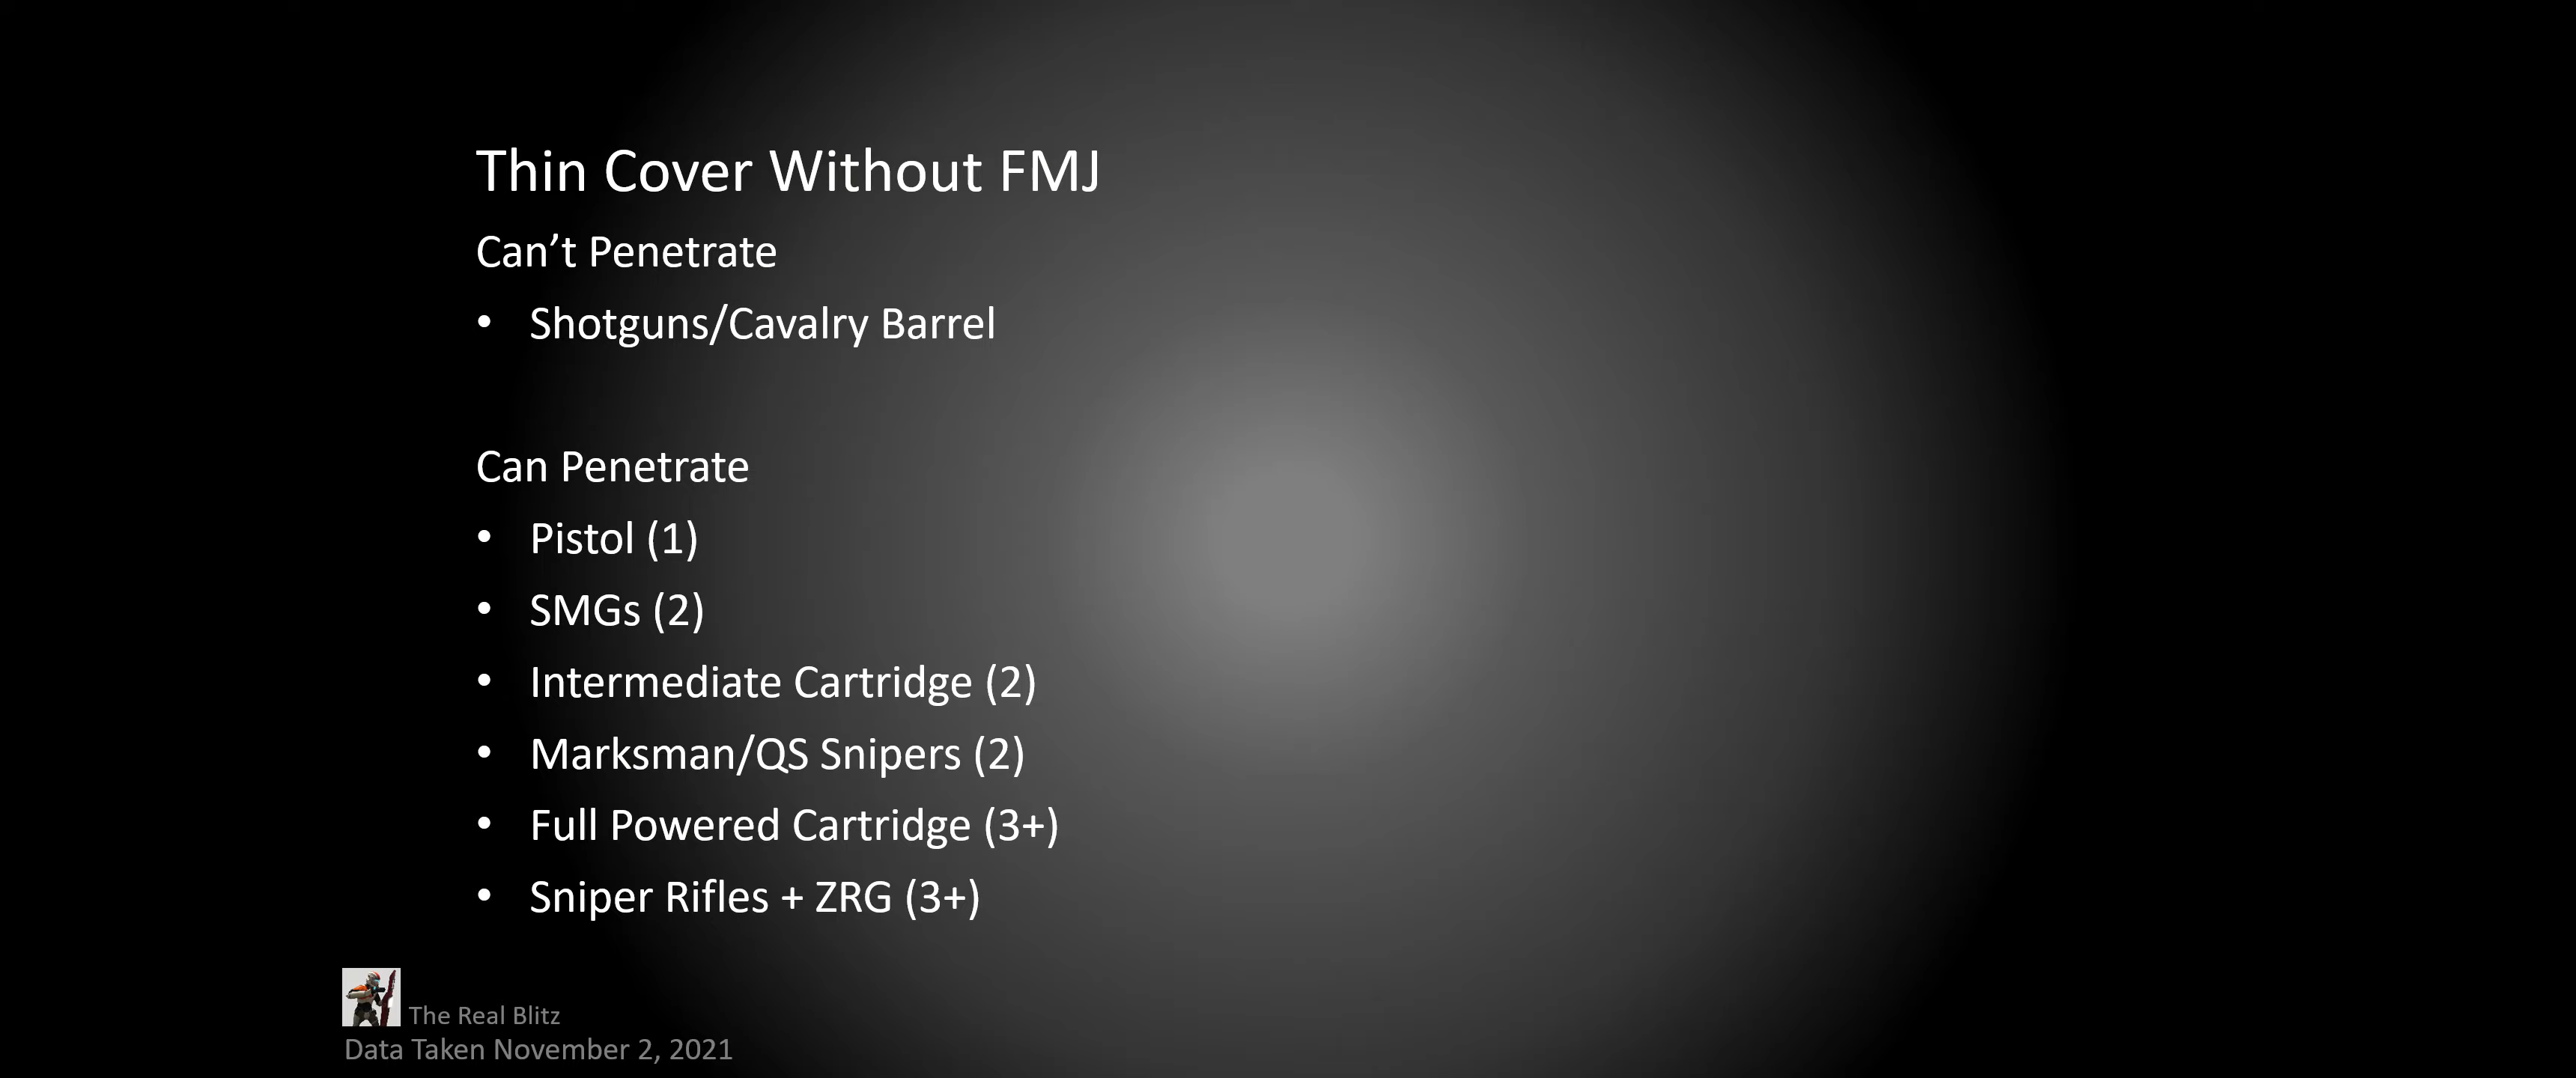 Thin Cover Without FMJ
Can’t Penetrate
• Shotguns/Cavalry Barrel
Can Penetrate
• Pistol (1)
• SMGs (2)
• Intermediate Cartridge (2)
• Marksman/QS Snipers (2)
• Full Powered Cartridge (3+)
• Sniper Rifles + ZRG (3+)
The Real Blitz
Data Taken November 2, 2021